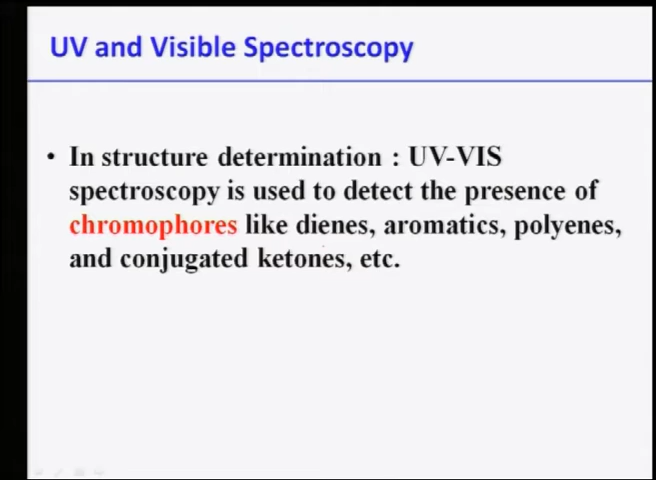 UV and Visible Spectroscopy
• In structure determination : UV-VIS
spectroscopy is used to detect the presence of
chromophores like dienes, aromatics, polyenes,
and conjugated ketones, etc.